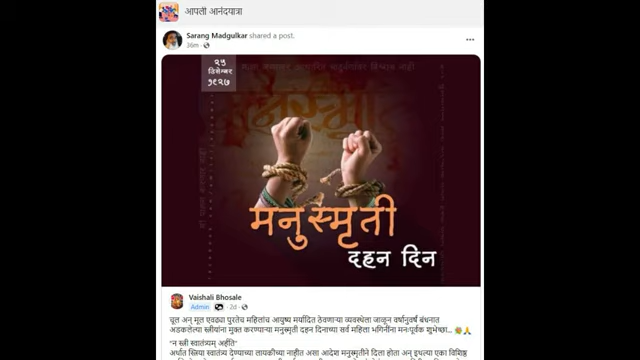 आपली आनंदयात्रा
Sarang Madgulkar shared a post.
36m
२५
डिसेंबर
१९२७
मनुस्मृती
दहन दिन
Vaishali Bhosale
Admin · 2d ·
चूल अन् मूल एवढ्या पुरतेच महिलांच आयुष्य मर्यादित ठेवणाऱ्या व्यवस्थेला जाळून वर्षानुवर्ष बंधनात
अडकलेल्या स्त्रीयांना मुक्त करणाऱ्या मनुस्मृती दहन दिनाच्या सर्व महिला भगिनींना मनःपूर्वक शुभेच्छा... 🌼🙏
"न स्त्री स्वातंत्र्यम् अर्हति"
अर्थात स्त्रिया स्वातंत्र्य देण्याच्या लायकीच्या नाहीत असा आदेश मनुस्मृतीने दिला होता अन् इथल्या एका विशिष्ट